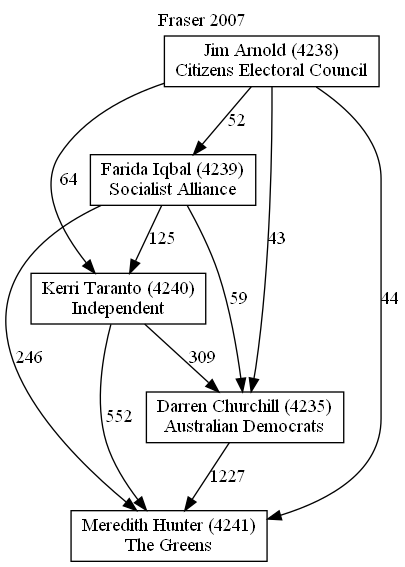 Fraser 2007
Jim Arnold (4238)
Citizens Electoral Council
52
Farida Iqbal (4239)
Socialist Alliance
64
125
43
Kerri Taranto (4240)
Independent
59
44
246
309
552
Darren Churchill (4235)
Australian Democrats
1227
Meredith Hunter (4241)
The Greens